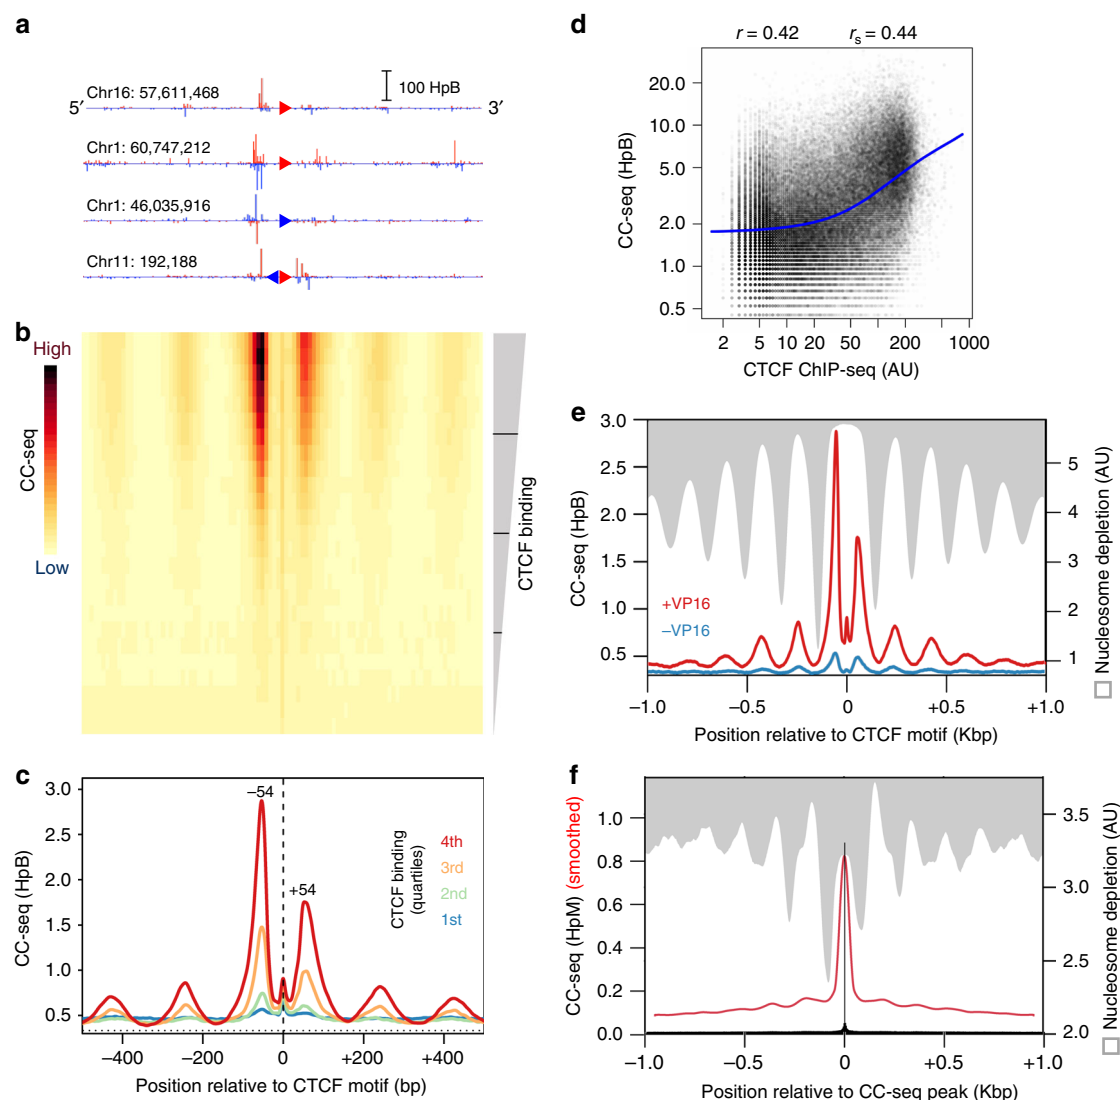 a
Chr16: 57,611,468
100 HpB
5′
3′
Chr1: 60,747,212
Chr1: 46,035,916
Chr11: 192,188
b
High
CC-seq
Low
CTCF binding
c
3.0
2.5
2.0
1.5
1.0
0.5
CC-seq (HpB)
−54
+54
CTCF binding
(quartiles)
4th
3rd
2nd
1st
−400
−200
0
+200
+400
Position relative to CTCF motif (bp)
d
r = 0.42
rs = 0.44
20.0
10.0
5.0
2.0
1.0
0.5
CC-seq (HpB)
2
5
10
20
50
200
1000
CTCF ChIP-seq (AU)
e
3.0
2.5
2.0
1.5
1.0
0.5
CC-seq (HpB)
+VP16
−VP16
5
4
3
2
1
Nucleosome depletion (AU)
−1.0
−0.5
0
+0.5
+1.0
Position relative to CTCF motif (Kbp)
f
1.0
0.8
0.6
0.4
0.2
0.0
CC-seq (HpM) (smoothed)
3.5
3.0
2.5
2.0
Nucleosome depletion (AU)
−1.0
−0.5
0
+0.5
+1.0
Position relative to CC-seq peak (Kbp)